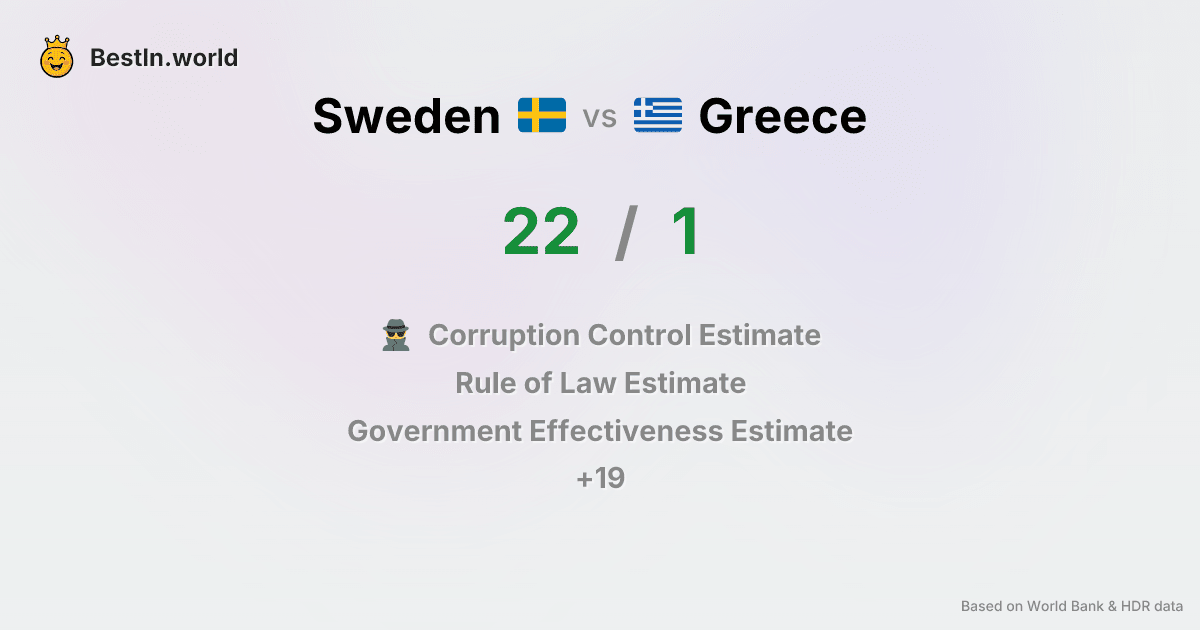 BestIn.world
Sweden vs Greece
22 / 1
Corruption Control Estimate
Rule of Law Estimate
Government Effectiveness Estimate
+19
Based on World Bank & HDR data